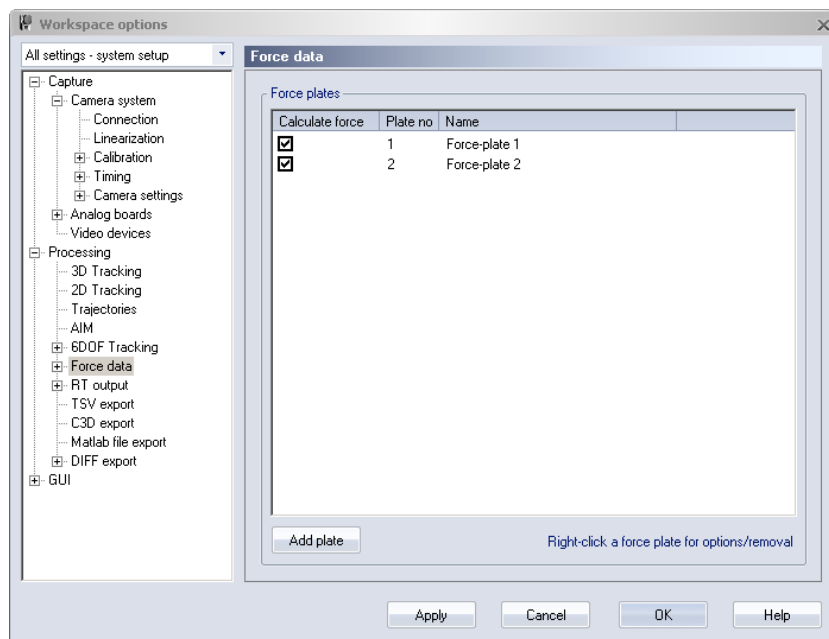 Workspace options
All settings - system setup
Capture
Camera system
Connection
Linearization
Calibration
Timing
Camera settings
Analog boards
Video devices
Processing
3D Tracking
2D Tracking
Trajectories
AIM
6DOF Tracking
Force data
RT output
TSV export
C3D export
Matlab file export
DIFF export
GUI
Force data
Force plates
Calculate force Plate no Name
1 Force-plate 1
2 Force-plate 2
Add plate
Right-click a force plate for options/removal
Apply Cancel OK Help